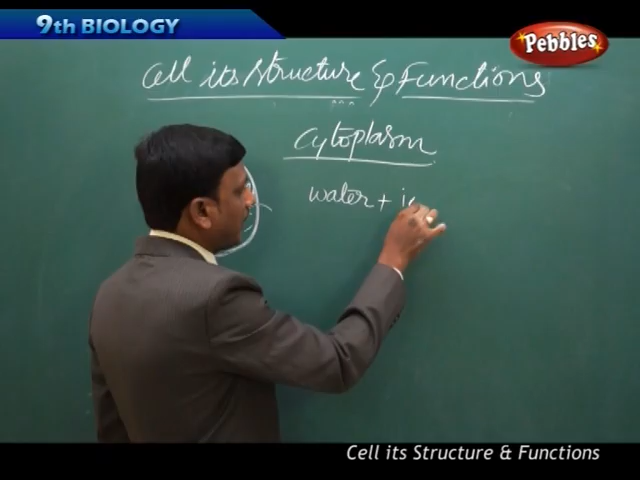 9th BIOLOGY
Pebbles
Cell its Structure & Functions
Cytoplasm
water +
Cell its Structure & Functions